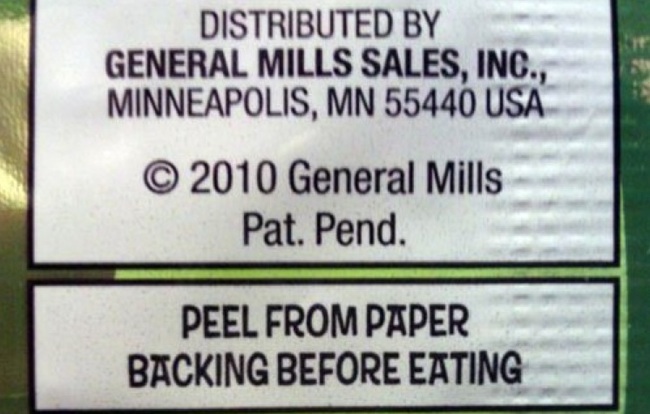 DISTRIBUTED BY
GENERAL MILLS SALES, INC.,
MINNEAPOLIS, MN 55440 USA
© 2010 General Mills
Pat. Pend.
PEEL FROM PAPER
BACKING BEFORE EATING